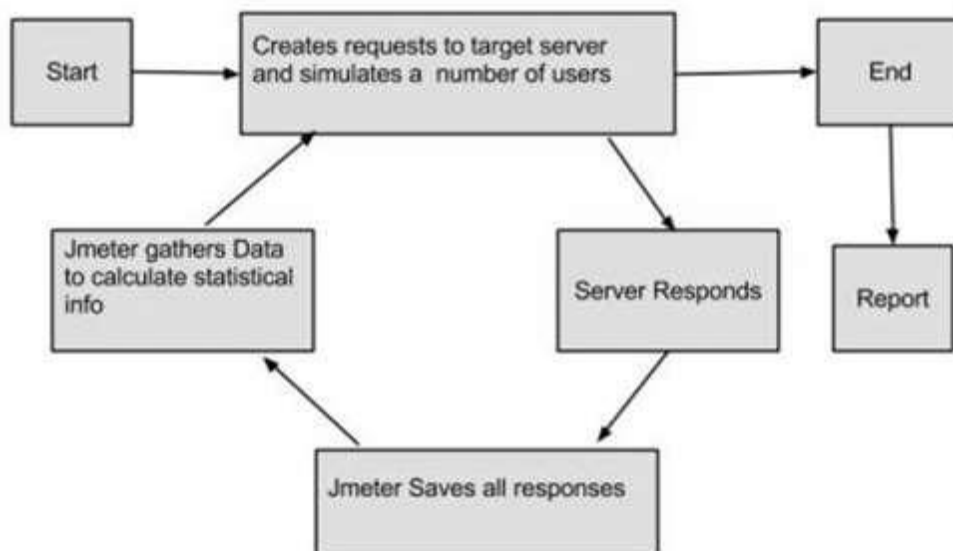 Start
Creates requests to target server
and simulates a number of users
End
Jmeter gathers Data
to calculate statistical
info
Server Responds
Report
Jmeter Saves all responses